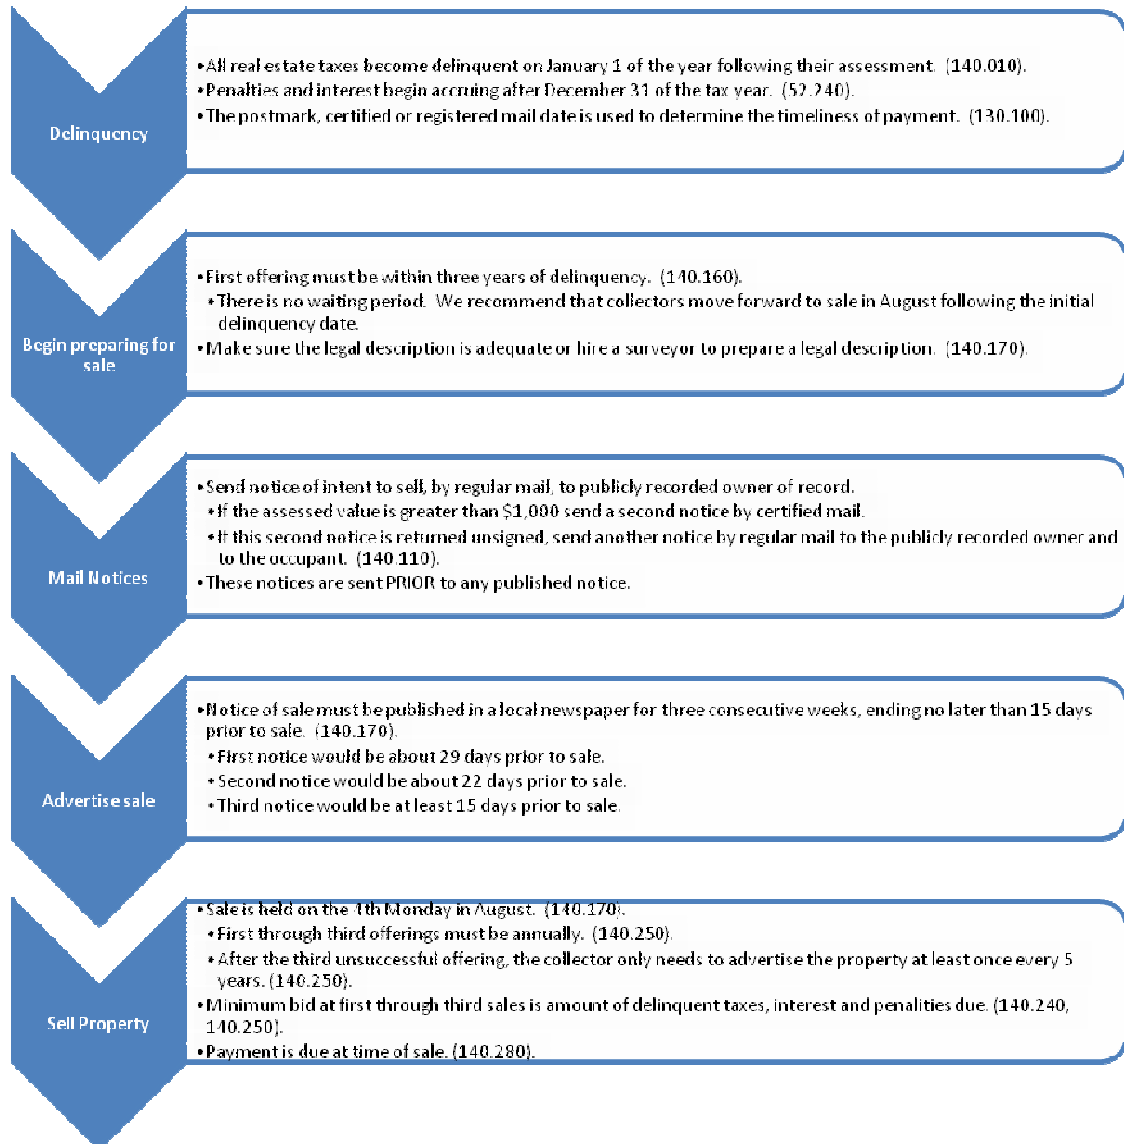 Delinquency
•All real estate taxes become delinquent on January 1 of the year following their assessment. (140.010).
•Penalties and interest begin accruing after December 31 of the tax year. (52.240).
•The postmark, certified or registered mail date is used to determine the timeliness of payment. (130.100).
Begin preparing for
sale
•First offering must be within three years of delinquency. (140.160).
•There is no waiting period. We recommend that collectors move forward to sale in August following the initial
delinquency date.
•Make sure the legal description is adequate or hire a surveyor to prepare a legal description. (140.170).
Mail Notices
•Send notice of intent to sell, by regular mail, to publicly recorded owner of record.
•If the assessed value is greater than $1,000 send a second notice by certified mail.
•If this second notice is returned unsigned, send another notice by regular mail to the publicly recorded owner and
to the occupant. (140.110).
•These notices are sent PRIOR to any published notice.
Advertise sale
•Notice of sale must be published in a local newspaper for three consecutive weeks, ending no later than 15 days
prior to sale. (140.170).
•First notice would be about 29 days prior to sale.
•Second notice would be about 22 days prior to sale.
•Third notice would be at least 15 days prior to sale.
Sell Property
•Sale is held on the 4th Monday in August. (140.170).
•First through third offerings must be annually. (140.250).
•After the third unsuccessful offering, the collector only needs to advertise the property at least once every 5
years. (140.250).
•Minimum bid at first through third sales is amount of delinquent taxes, interest and penalities due. (140.240,
140.250).
•Payment is due at time of sale. (140.280).